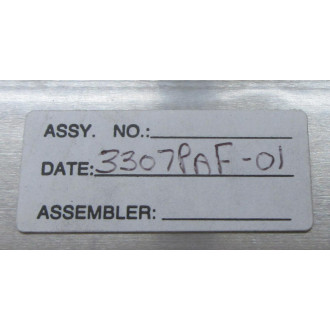 ASSY. NO.:
DATE: 3307PAF-01
ASSEMBLER: